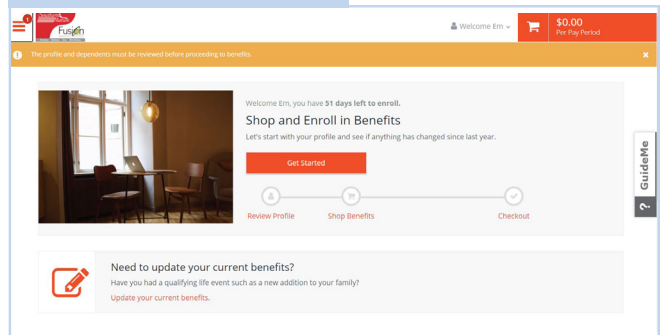 1
Fusion
Welcome Em
$0.00
Per Pay Period
The profile and dependents must be reviewed before proceeding to benefits.
Welcome Em, you have 51 days left to enroll.
Shop and Enroll in Benefits
Let's start with your profile and see if anything has changed since last year.
Get Started
Review Profile
Shop Benefits
Checkout
GuideMe
?
Need to update your current benefits?
Have you had a qualifying life event such as a new addition to your family?
Update your current benefits.